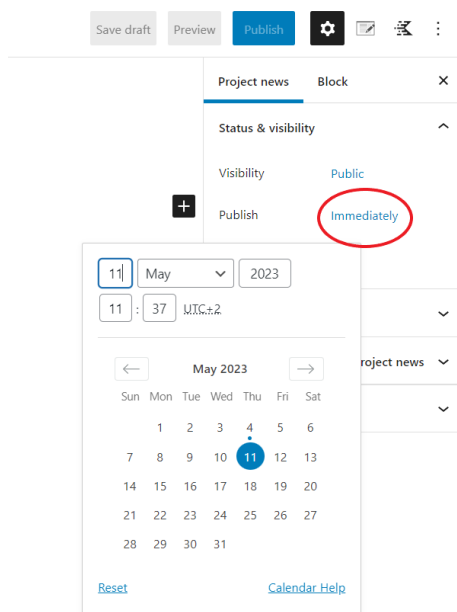 Save draft Preview Publish
Project news Block
Status & visibility
Visibility Public
Publish Immediately
11 May 2023
11 : 37 UTC+2
May 2023
roject news
Sun Mon Tue Wed Thu Fri Sat
1 2 3 4 5 6
7 8 9 10 11 12 13
14 15 16 17 18 19 20
21 22 23 24 25 26 27
28 29 30 31
Reset Calendar Help